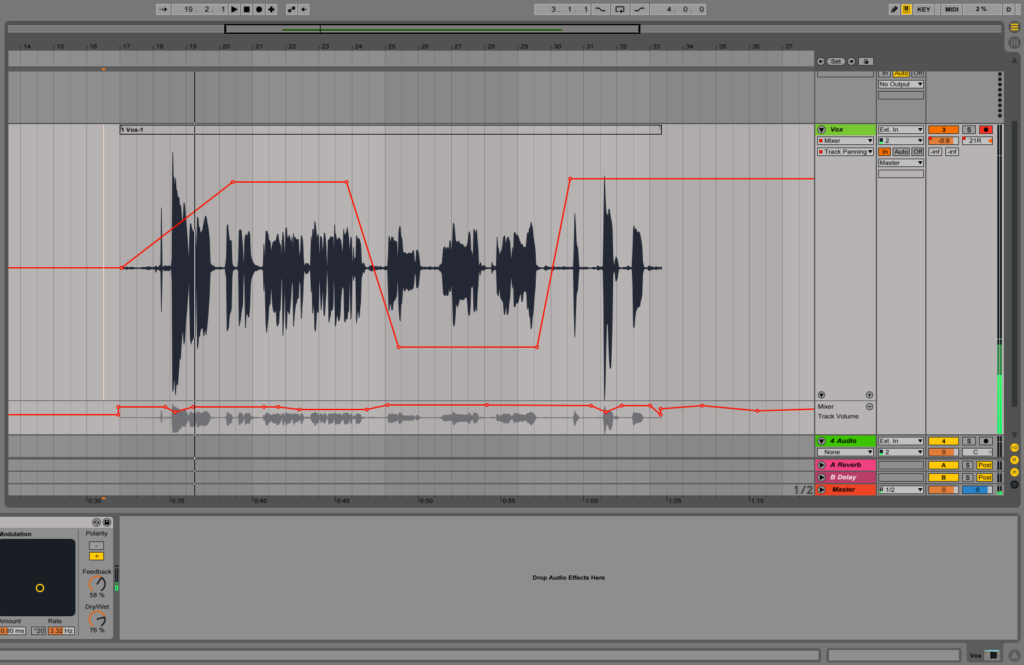 19. 2. 1
3. 1. 1
4. 0. 0
KEY
MIDI
3 %
D
14 15 16 17 18 19 20 21 22 23 24 25 26 27 28 29 30 31 32 33 34 35 36 37
Set
In Auto Off
No Output
1 Vox-1
Vox
Ext. In
3
S
Mixer
2
-0.9
21R
Track Panning
In Auto Off
-inf -inf
Master
Mixer
Track Volume
4 Audio
Ext. In
4
S
None
2
0
C
A Reverb
A
S
Post
B Delay
B
S
Post
1/2
Master
1/2
0
0
0:30 0:35 0:40 0:45 0:50 0:55 1:00 1:05 1:10
Modulation
Polarity
-
+
Feedback
58 %
Dry/Wet
76 %
Amount
Rate
*20
3.32 Hz
Drop Audio Effects Here
Vox